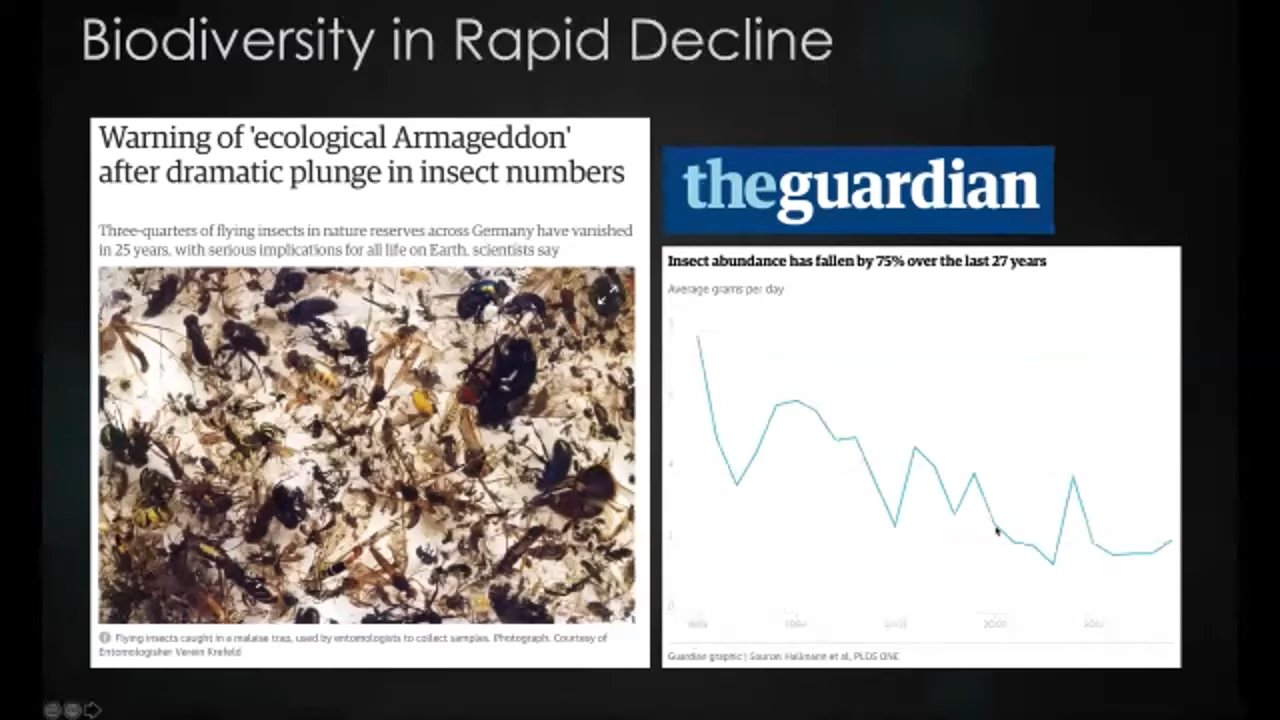 Biodiversity in Rapid Decline
Warning of 'ecological Armageddon'
after dramatic plunge in insect numbers
Three-quarters of flying insects in nature reserves across Germany have vanished
in 25 years, with serious implications for all life on Earth, scientists say
Flying insects caught in a malaise trap, used by entomologists to collect samples. Photograph. Courtesy of
Entomologisher Verein Krefeld
theguardian
Insect abundance has fallen by 75% over the last 27 years
Average grams per day
Guardian graphic | Source: Hallmann et al, PLOS ONE